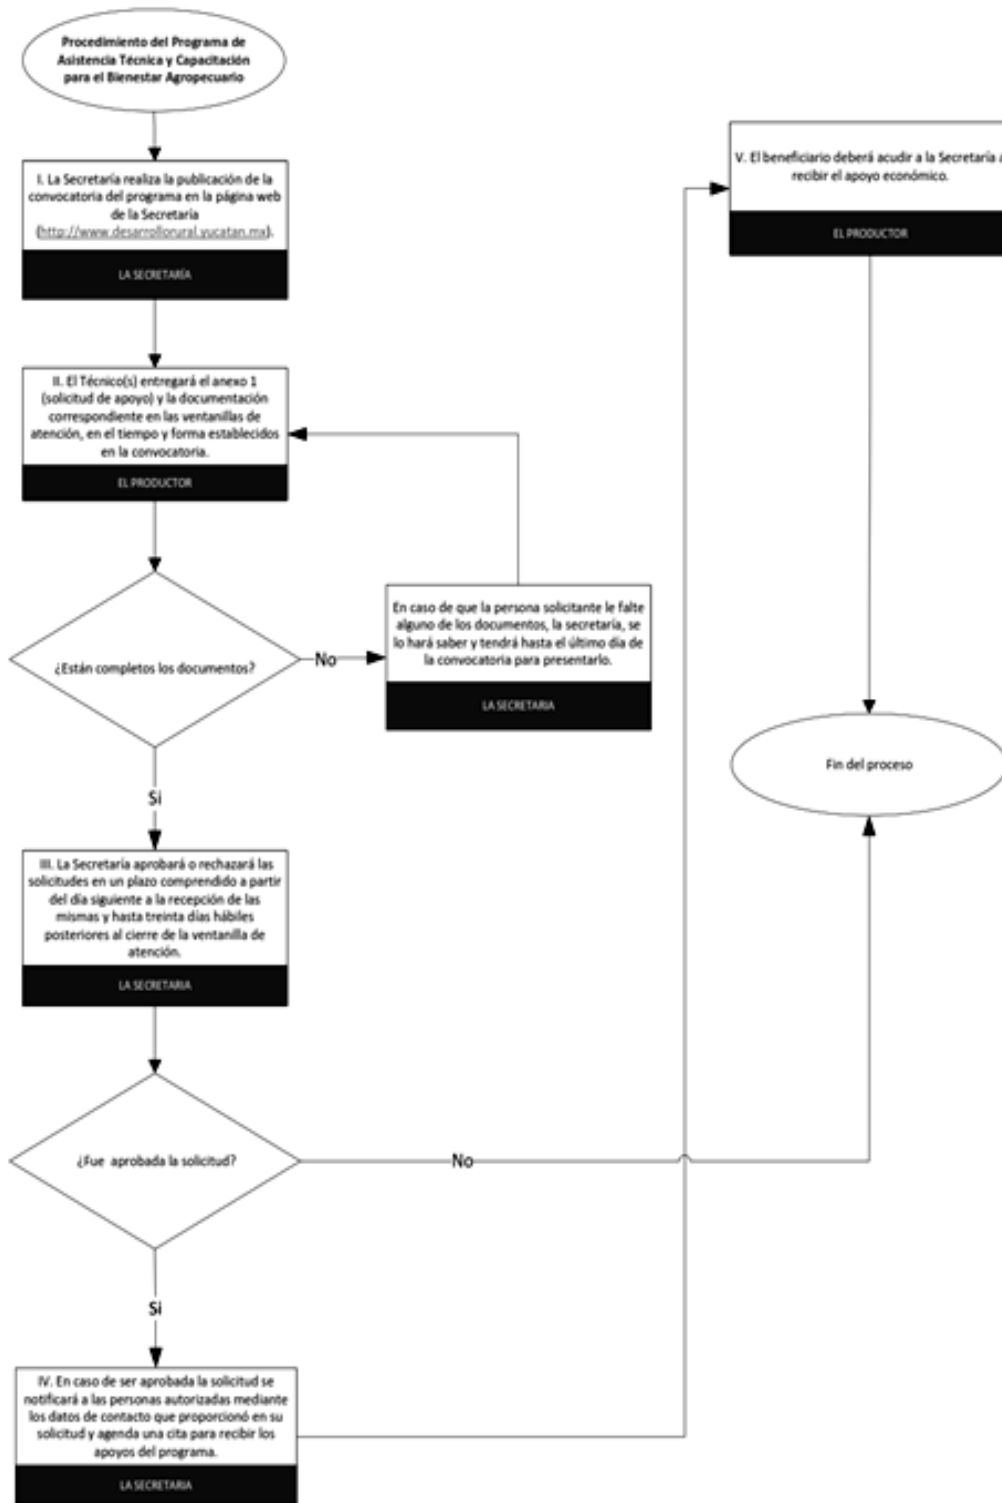 Procedimiento del Programa de
Asistencia Técnica y Capacitación
para el Bienestar Agropecuario
I. La Secretaría realiza la publicación de la
convocatoria del programa en la página web
de la Secretaría
(http://www.desarrollorural.yucatan.mx).
LA SECRETARÍA
II. El Técnico(s) entregará el anexo 1
(solicitud de apoyo) y la documentación
correspondiente en las ventanillas de
atención, en el tiempo y forma establecidos
en la convocatoria.
EL PRODUCTOR
¿Están completos los documentos?
No
En caso de que la persona solicitante le falte
alguno de los documentos, la secretaría, se
lo hará saber y tendrá hasta el último día de
la convocatoria para presentarlo.
LA SECRETARIA
Si
III. La Secretaría aprobará o rechazará las
solicitudes en un plazo comprendido a partir
del día siguiente a la recepción de las
mismas y hasta treinta días hábiles
posteriores al cierre de la ventanilla de
atención.
LA SECRETARIA
¿Fue aprobada la solicitud?
No
Si
IV. En caso de ser aprobada la solicitud se
notificará a las personas autorizadas mediante
los datos de contacto que proporcionó en su
solicitud y agenda una cita para recibir los
apoyos del programa.
LA SECRETARIA
V. El beneficiario deberá acudir a la Secretaría a
recibir el apoyo económico.
EL PRODUCTOR
Fin del proceso